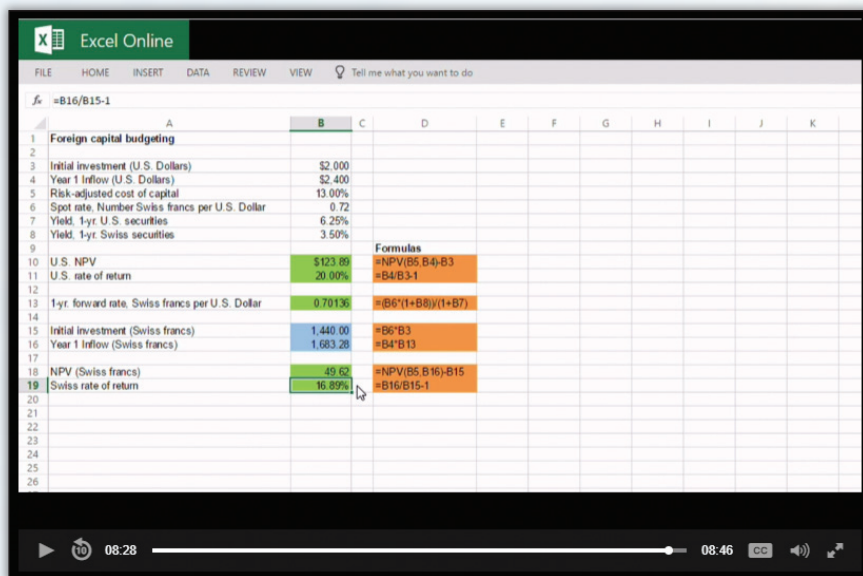 Excel Online
FILE HOME INSERT DATA REVIEW VIEW Tell me what you want to do
fx =B16/B15-1
A B C D E F G H I J K
1 Foreign capital budgeting
2
3 Initial investment (U.S. Dollars) $2,000
4 Year 1 Inflow (U.S. Dollars) $2,400
5 Risk-adjusted cost of capital 13.00%
6 Spot rate, Number Swiss francs per U.S. Dollar 0.72
7 Yield, 1-yr. U.S. securities 6.25%
8 Yield, 1-yr. Swiss securities 3.50%
9 Formulas
10 U.S. NPV $123.89 =NPV(B5,B4)-B3
11 U.S. rate of return 20.00% =B4/B3-1
12
13 1-yr. forward rate, Swiss francs per U.S. Dollar 0.70136 =(B6*(1+B8))/(1+B7)
14
15 Initial investment (Swiss francs) 1,440.00 =B6*B3
16 Year 1 Inflow (Swiss francs) 1,683.28 =B4*B13
17
18 NPV (Swiss francs) 49.62 =NPV(B5,B16)-B15
19 Swiss rate of return 16.89% =B16/B15-1
20
21
22
23
24
25
26
10 08:28 08:46 CC